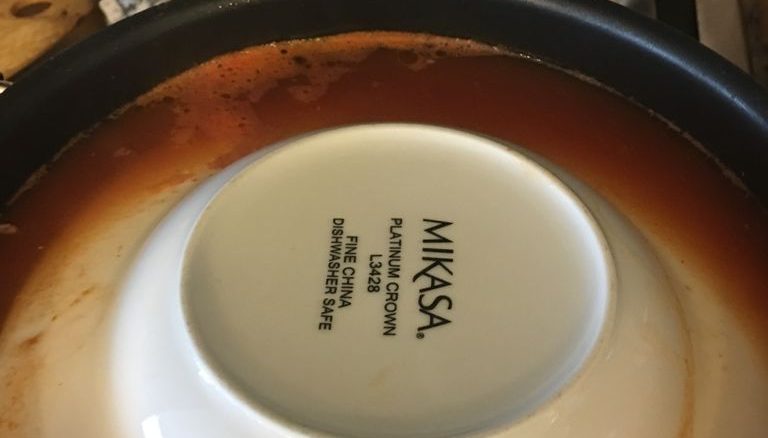 MIKASA®
PLATINUM CROWN
L3428
FINE CHINA
DISHWASHER SAFE